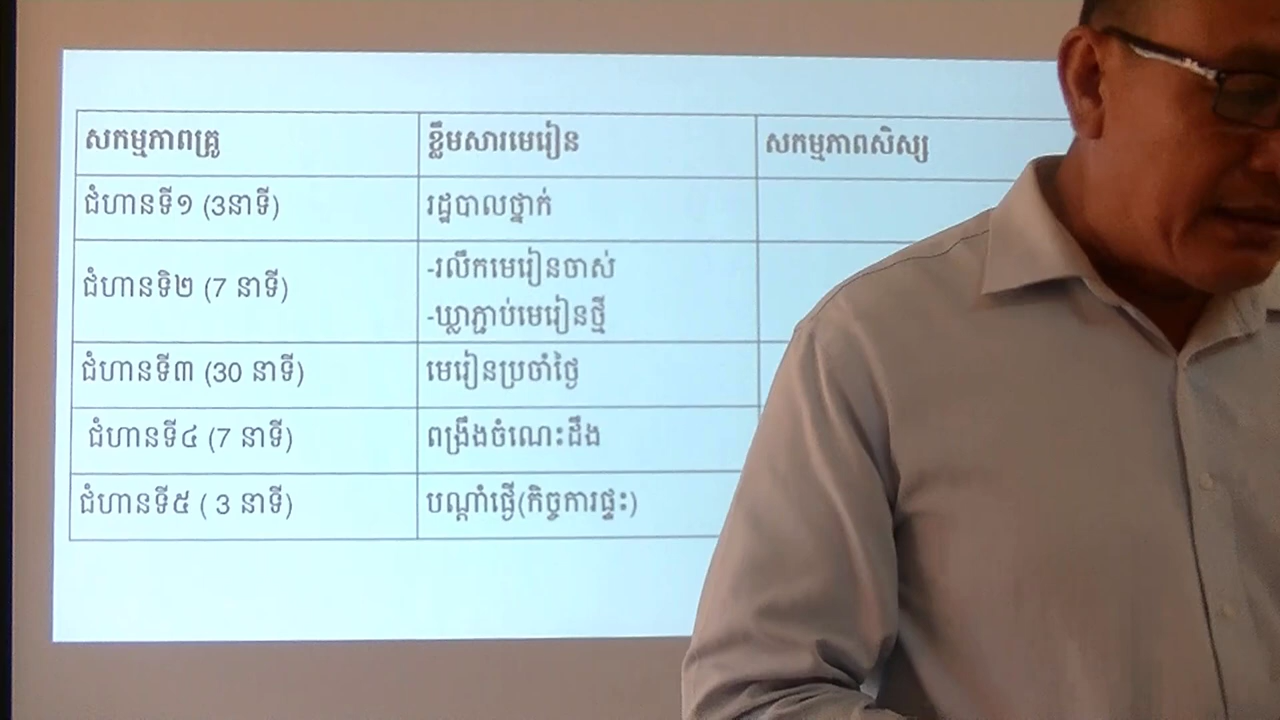 សកម្មភាពគ្រូ ខ្លឹមសារមេរៀន សកម្មភាពសិស្ស
ជំហានទី១ (3នាទី) រដ្ឋបាលថ្នាក់
ជំហានទិ២ (7 នាទី) -រលឹកមេរៀនចាស់
-ឃ្លាភ្ជាប់មេរៀនថ្មី
ជំហានទី៣ (30 នាទី) មេរៀនប្រចាំថ្ងៃ
ជំហានទី៤ (7 នាទី) ពង្រឹងចំណេះដឹង
ជំហានទី៥ ( 3 នាទី) បណ្ដាំផ្ញើ(កិច្ចការផ្ទះ)